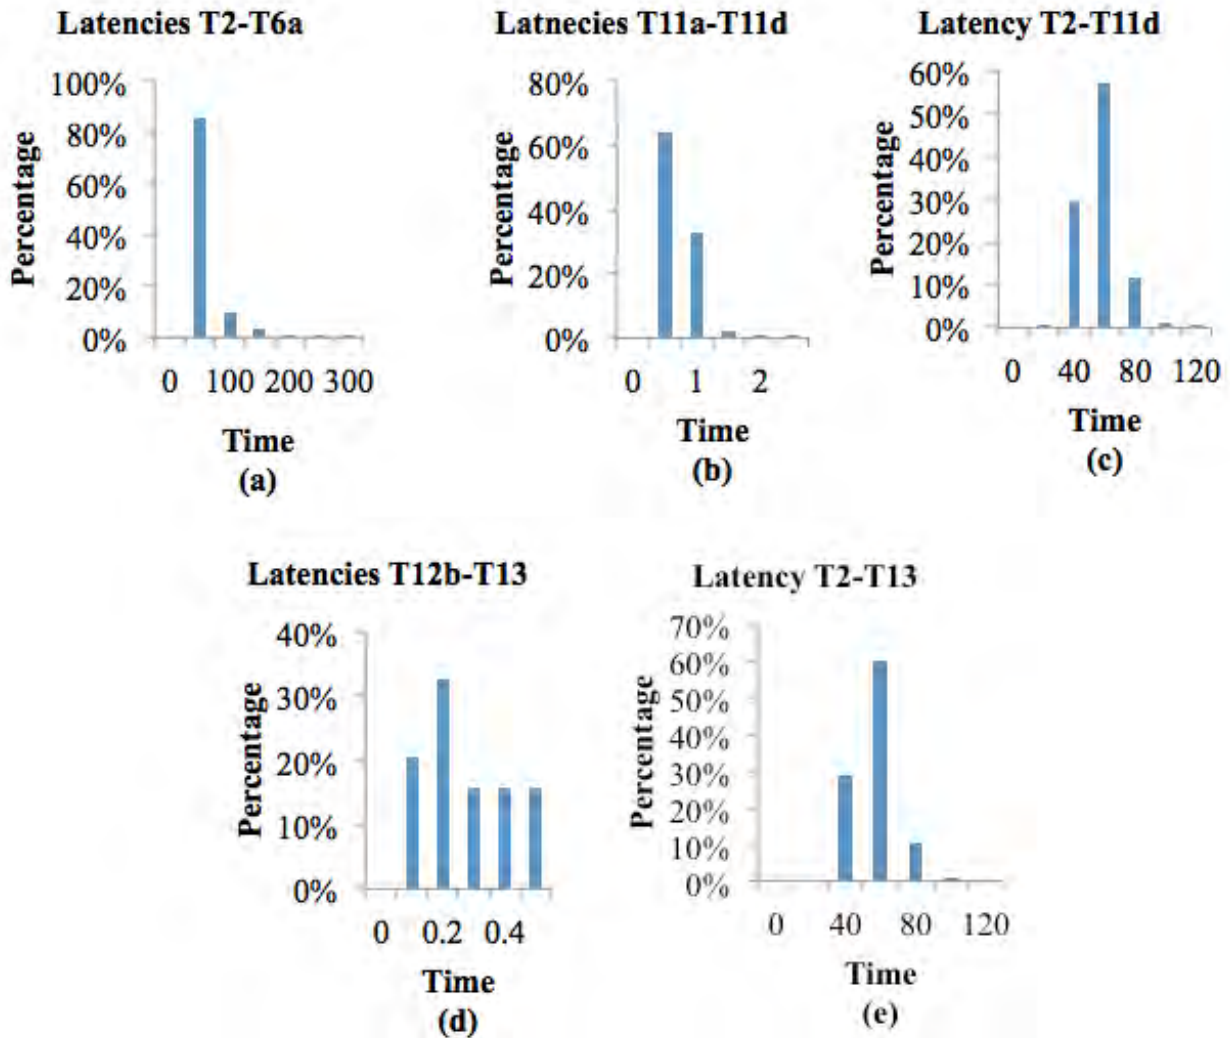 Latencies T2-T6a
100%
80%
60%
40%
20%
0%
Percentage
0 100 200 300
Time
(a)
Latnecies T11a-T11d
80%
60%
40%
20%
0%
Percentage
0 1 2
Time
(b)
Latency T2-T11d
60%
50%
40%
30%
20%
10%
0%
Percentage
0 40 80 120
Time
(c)
Latencies T12b-T13
40%
30%
20%
10%
0%
Percentage
0 0.2 0.4
Time
(d)
Latency T2-T13
70%
60%
50%
40%
30%
20%
10%
0%
Percentage
0 40 80 120
Time
(e)